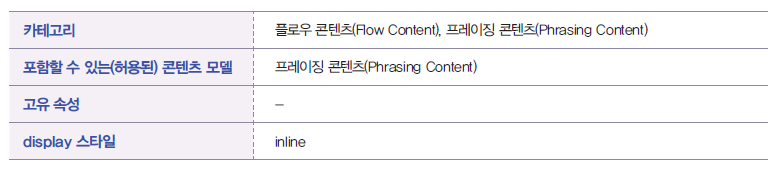 카테고리 플로우 콘텐츠(Flow Content), 프레이징 콘텐츠(Phrasing Content)
포함할 수 있는(허용된) 콘텐츠 모델 프레이징 콘텐츠(Phrasing Content)
고유 속성 –
display 스타일 inline